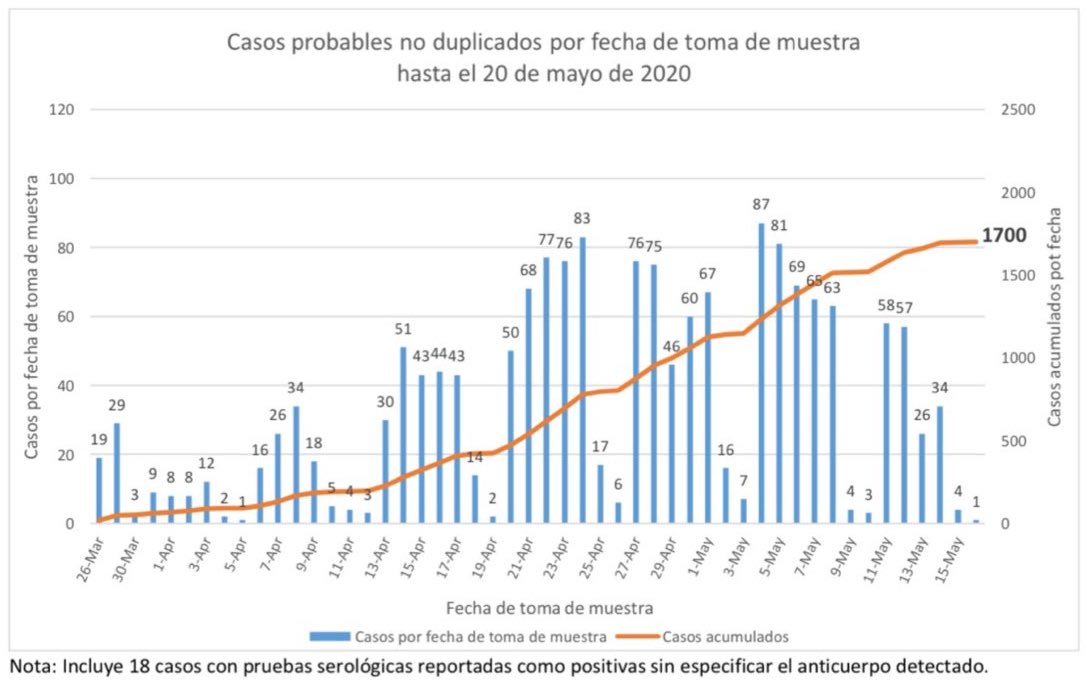 Casos probables no duplicados por fecha de toma de muestra
hasta el 20 de mayo de 2020
120
100
80
60
40
20
0
Casos por fecha de toma de muestra
2500
2000
1500
1000
500
0
Casos acumulados pot fecha
19
29
3
9
8
8
12
2
1
16
26
34
18
5
4
3
30
51
43
44
43
14
2
50
68
77
76
83
17
6
76
75
46
60
67
16
7
87
81
69
65
63
4
3
58
57
26
34
4
1
1700
26-Mar
30-Mar
1-Apr
3-Apr
5-Apr
7-Apr
9-Apr
11-Apr
13-Apr
15-Apr
17-Apr
19-Apr
21-Apr
23-Apr
25-Apr
27-Apr
29-Apr
1-May
3-May
5-May
7-May
9-May
11-May
13-May
15-May
Fecha de toma de muestra
Casos por fecha de toma de muestra
Casos acumulados
Nota: Incluye 18 casos con pruebas serológicas reportadas como positivas sin especificar el anticuerpo detectado.